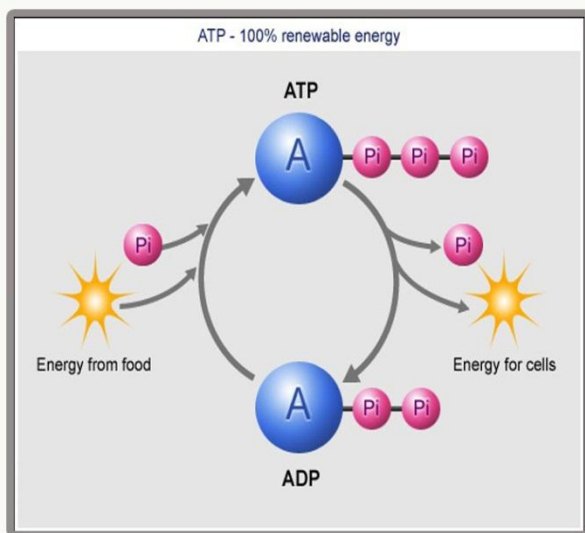 ATP - 100% renewable energy
ATP
A Pi Pi Pi
Pi
Pi
Energy from food
Energy for cells
A Pi Pi
ADP